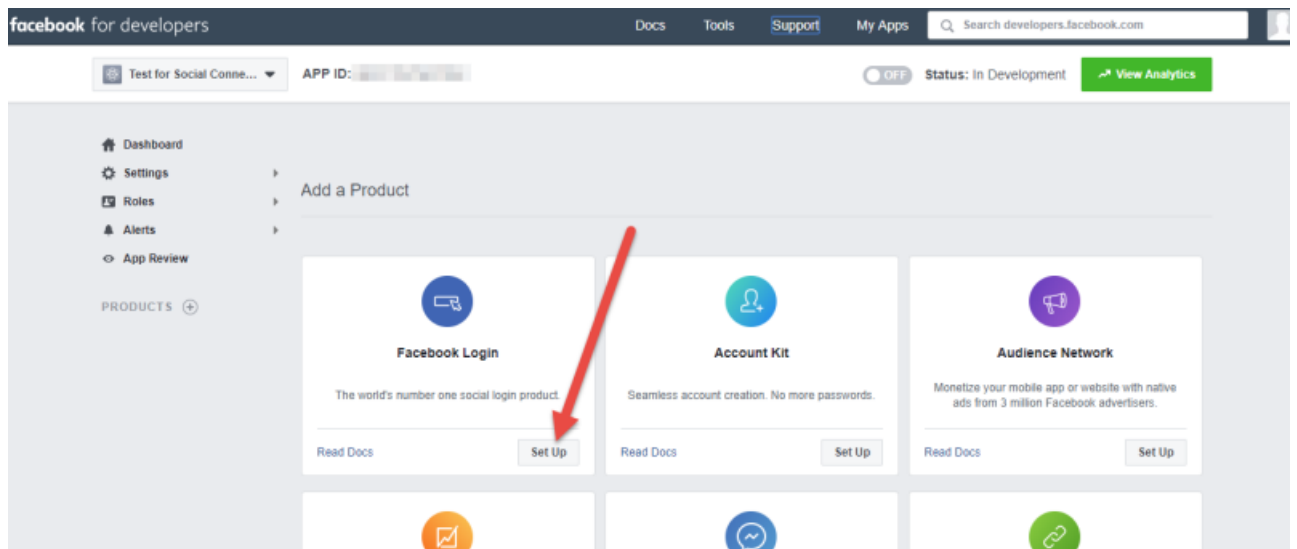 facebook for developers
Docs Tools Support My Apps Search developers.facebook.com
Test for Social Conne... APP ID: OFF Status: In Development View Analytics
Dashboard
Settings
Roles
Alerts
App Review
PRODUCTS
Add a Product
Facebook Login
The world's number one social login product.
Read Docs Set Up
Account Kit
Seamless account creation. No more passwords.
Read Docs Set Up
Audience Network
Monetize your mobile app or website with native
ads from 3 million Facebook advertisers.
Read Docs Set Up